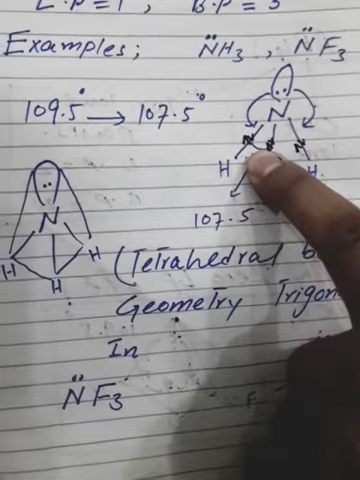 L.P = 1 , B.P = 3
Examples; N̈H3 , N̈F3
109.5° → 107.5°
N
H H
107.5
N
H H
H
(Tetrahedral
Geometry Trigon
In
N̈F3 F